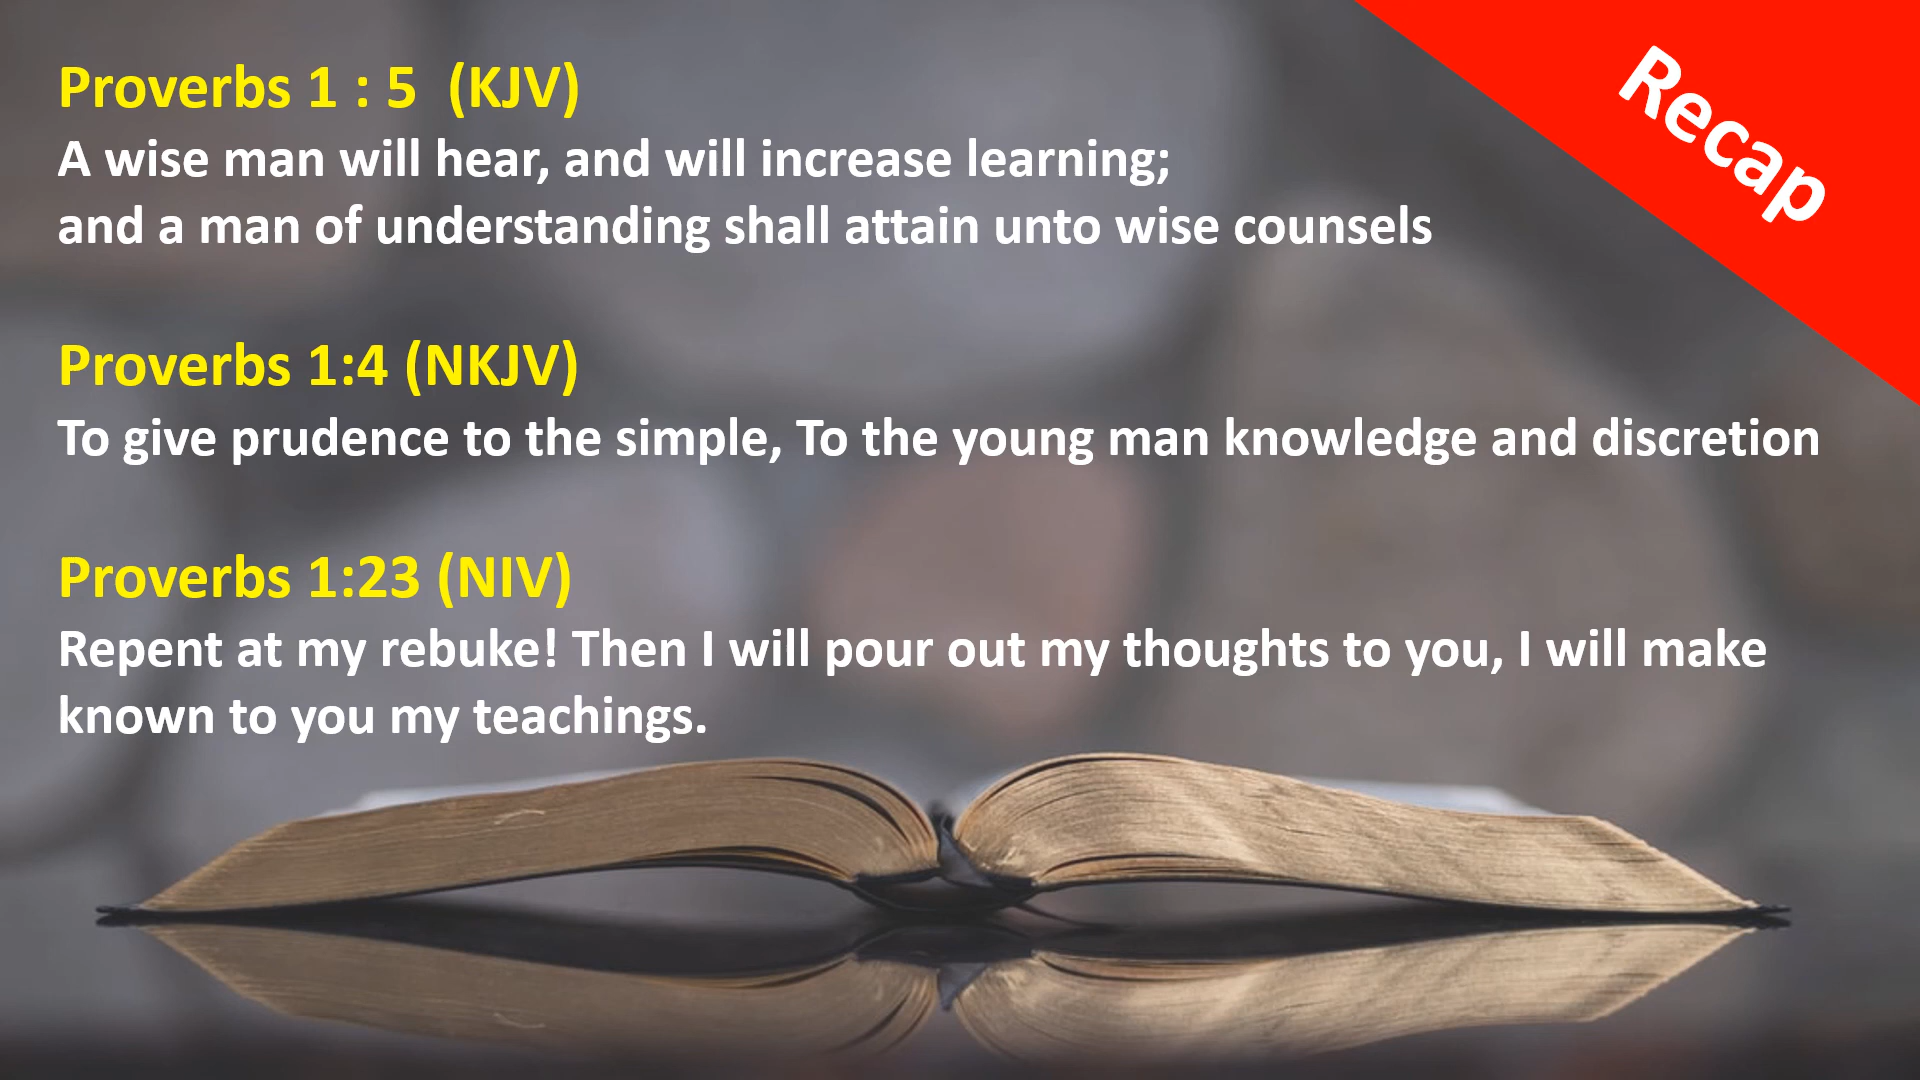 Recap
Proverbs 1 : 5  (KJV)
A wise man will hear, and will increase learning;
and a man of understanding shall attain unto wise counsels
Proverbs 1:4 (NKJV)
To give prudence to the simple, To the young man knowledge and discretion
Proverbs 1:23 (NIV)
Repent at my rebuke! Then I will pour out my thoughts to you, I will make
known to you my teachings.